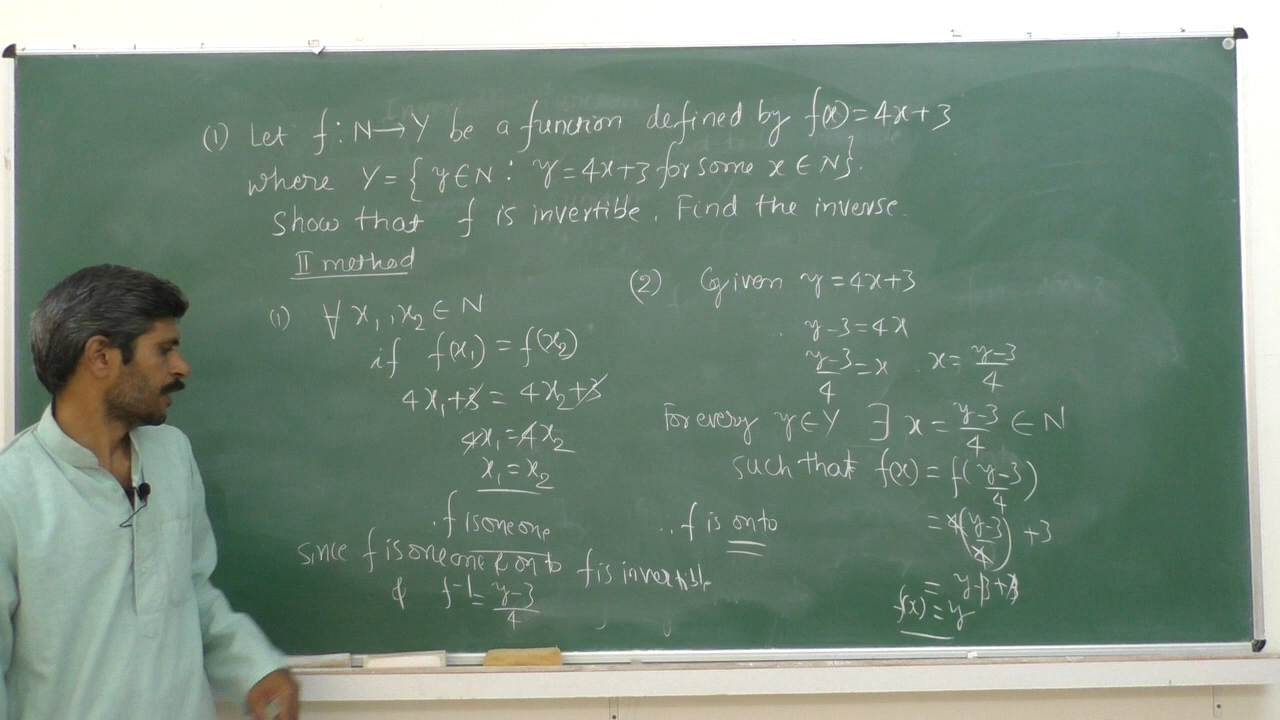 (1) Let f : N→Y be a function defined by f(x) = 4x+3
where Y = { y∈N : y = 4x+3 for some x ∈ N}.
Show that f is invertible. Find the inverse.
II method
(1) ∀ x₁, x₂ ∈ N
if f(x₁) = f(x₂)
4x₁+3 = 4x₂+3
4x₁ = 4x₂
x₁ = x₂
∴ f is one one
(2) Given y = 4x+3
y-3 = 4x
y-3/4 = x x = y-3/4
For every y∈Y ∃ x = y-3/4 ∈ N
such that f(x) = f(y-3/4)
= 4(y-3/4) + 3
= y-3+3
f(x) = y
∴ f is onto
since f is one one & onto f is invertible
& f⁻¹ = y-3/4